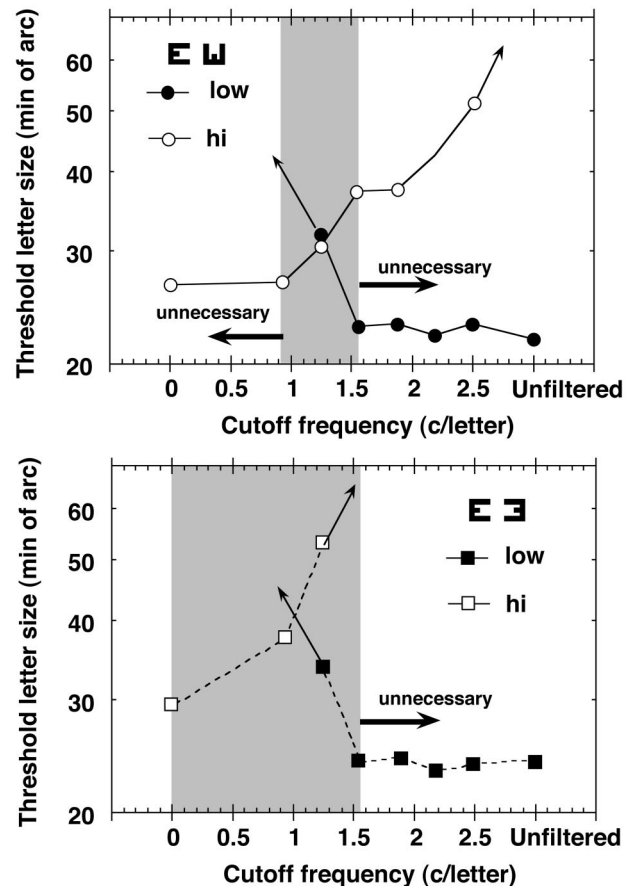 Threshold letter size (min of arc)
60
50
40
30
20
E W
low
hi
unnecessary
unnecessary
0 0.5 1 1.5 2 2.5 Unfiltered
Cutoff frequency (c/letter)
Threshold letter size (min of arc)
60
50
40
30
20
E Ǝ
low
hi
unnecessary
0 0.5 1 1.5 2 2.5 Unfiltered
Cutoff frequency (c/letter)